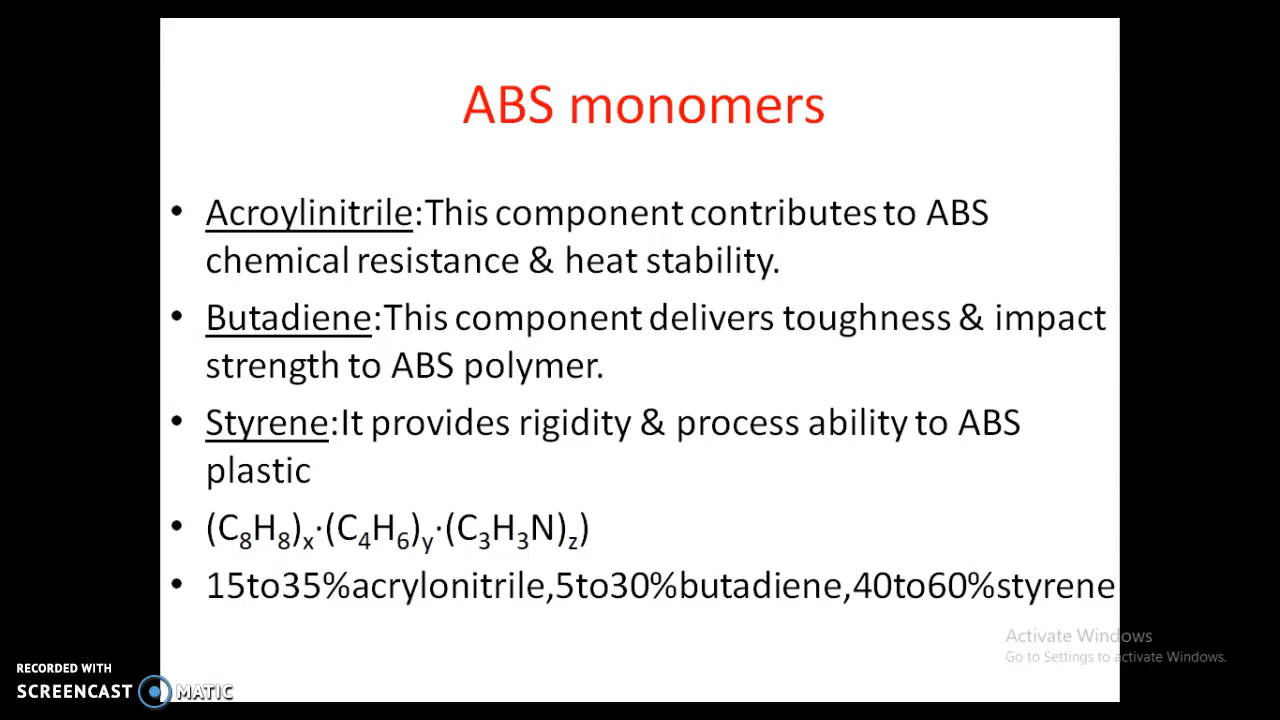 ABS monomers
• Acroylinitrile:This component contributes to ABS
chemical resistance & heat stability.
• Butadiene:This component delivers toughness & impact
strength to ABS polymer.
• Styrene:It provides rigidity & process ability to ABS
plastic
• (C₈H₈)ₓ·(C₄H₆)ᵧ·(C₃H₃N)z)
• 15to35%acrylonitrile,5to30%butadiene,40to60%styrene
Activate Windows
Go to Settings to activate Windows.
RECORDED WITH
SCREENCAST MATIC